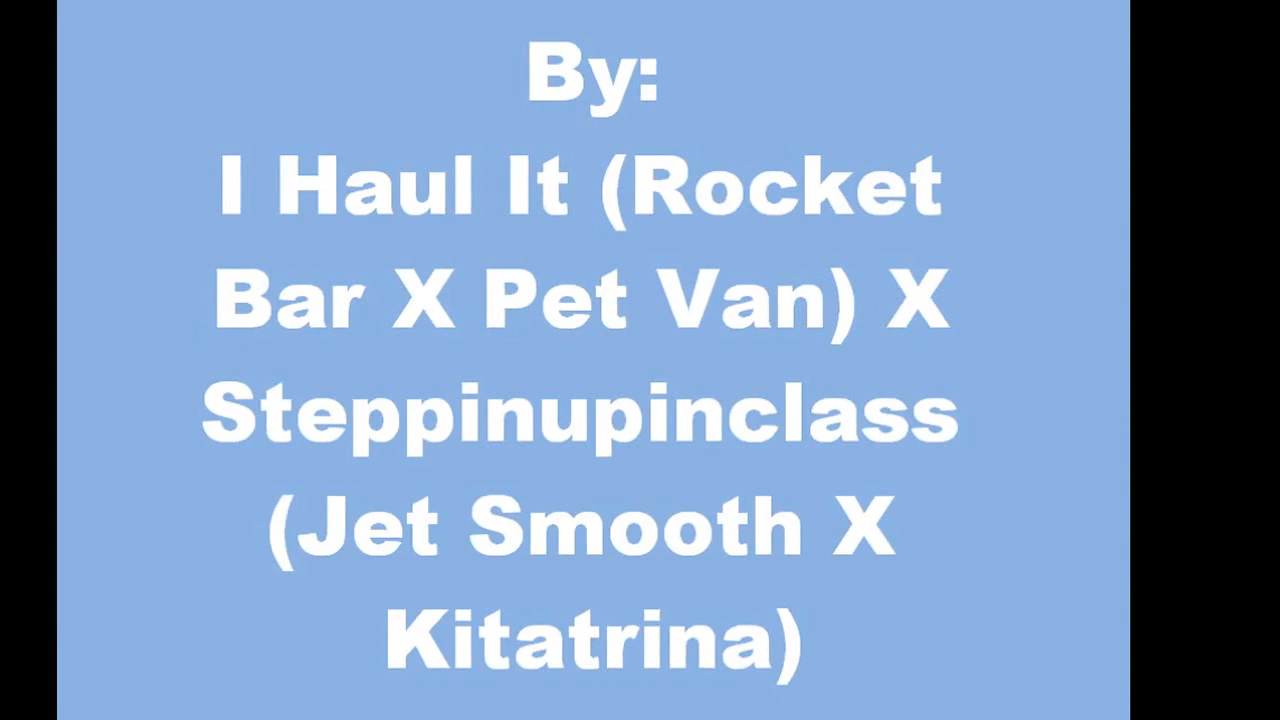 By:
I Haul It (Rocket
Bar X Pet Van) X
Steppinupinclass
(Jet Smooth X
Kitatrina)